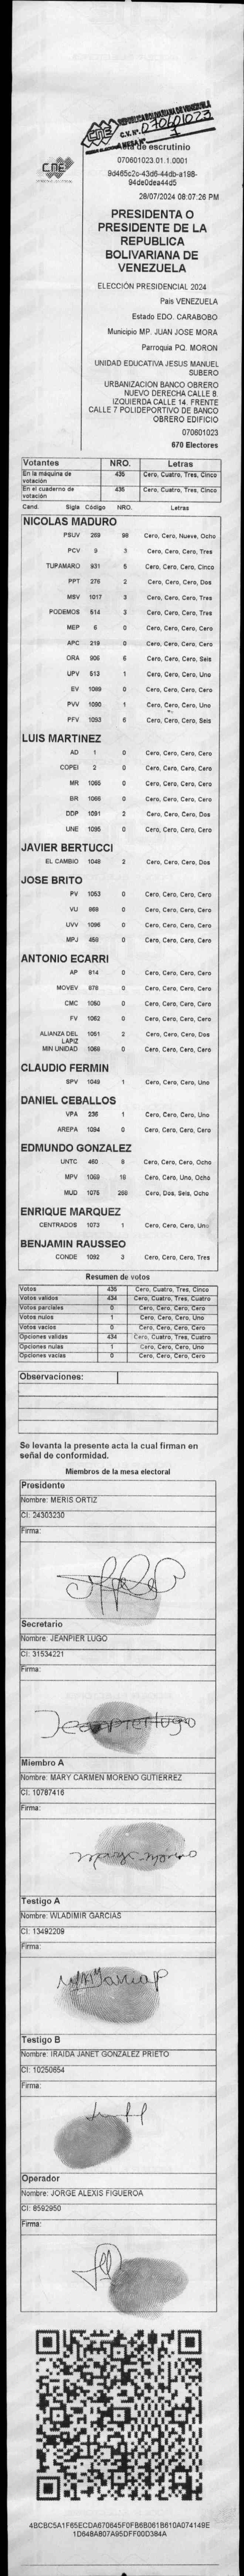 CNE
REPUBLICA BOLIVARIANA DE VENEZUELA
CNE
C.V. Nº. 070601023
MESA Nº 1
Acta de escrutinio
070601023.01.1.0001
9d465c2c-43d6-44db-a198-
94de0dea44d5
28/07/2024 08:07:26 PM
PRESIDENTA O
PRESIDENTE DE LA
REPUBLICA
BOLIVARIANA DE
VENEZUELA
ELECCIÓN PRESIDENCIAL 2024
Pais VENEZUELA
Estado EDO. CARABOBO
Municipio MP. JUAN JOSE MORA
Parroquia PQ. MORON
UNIDAD EDUCATIVA JESUS MANUEL
SUBERO
URBANIZACION BANCO OBRERO
NUEVO DERECHA CALLE 8.
IZQUIERDA CALLE 14. FRENTE
CALLE 7 POLIDEPORTIVO DE BANCO
OBRERO EDIFICIO
070601023
670 Electores
Votantes NRO. Letras
En la máquina de votación 435 Cero, Cuatro, Tres, Cinco
En el cuaderno de votación 435 Cero, Cuatro, Tres, Cinco
Cand. Sigla Código NRO. Letras
NICOLAS MADURO
PSUV 269 98 Cero, Cero, Nueve, Ocho
PCV 3 3 Cero, Cero, Cero, Tres
TUPAMARO 931 5 Cero, Cero, Cero, Cinco
PPT 276 2 Cero, Cero, Cero, Dos
MSV 1017 3 Cero, Cero, Cero, Tres
PODEMOS 514 3 Cero, Cero, Cero, Tres
MEP 6 0 Cero, Cero, Cero, Cero
APC 219 0 Cero, Cero, Cero, Cero
ORA 906 6 Cero, Cero, Cero, Seis
UPV 513 1 Cero, Cero, Cero, Uno
EV 1089 0 Cero, Cero, Cero, Cero
PVV 1090 1 Cero, Cero, Cero, Uno
PFV 1093 6 Cero, Cero, Cero, Seis
LUIS MARTINEZ
AD 1 0 Cero, Cero, Cero, Cero
COPEI 2 0 Cero, Cero, Cero, Cero
MR 1065 0 Cero, Cero, Cero, Cero
BR 1066 0 Cero, Cero, Cero, Cero
DDP 1091 2 Cero, Cero, Cero, Dos
UNE 1095 0 Cero, Cero, Cero, Cero
JAVIER BERTUCCI
EL CAMBIO 1048 2 Cero, Cero, Cero, Dos
JOSE BRITO
PV 1053 0 Cero, Cero, Cero, Cero
VU 969 0 Cero, Cero, Cero, Cero
UVV 1096 0 Cero, Cero, Cero, Cero
MPJ 458 0 Cero, Cero, Cero, Cero
ANTONIO ECARRI
AP 914 0 Cero, Cero, Cero, Cero
MOVEV 978 0 Cero, Cero, Cero, Cero
CMC 1050 0 Cero, Cero, Cero, Cero
FV 1062 0 Cero, Cero, Cero, Cero
ALIANZA DEL LAPIZ 1051 2 Cero, Cero, Cero, Dos
MIN UNIDAD 1068 0 Cero, Cero, Cero, Cero
CLAUDIO FERMIN
SPV 1049 1 Cero, Cero, Cero, Uno
DANIEL CEBALLOS
VPA 236 1 Cero, Cero, Cero, Uno
AREPA 1094 0 Cero, Cero, Cero, Cero
EDMUNDO GONZALEZ
UNTC 460 8 Cero, Cero, Cero, Ocho
MPV 1069 18 Cero, Cero, Uno, Ocho
MUD 1075 268 Cero, Dos, Seis, Ocho
ENRIQUE MARQUEZ
CENTRADOS 1073 1 Cero, Cero, Cero, Uno
BENJAMIN RAUSSEO
CONDE 1092 3 Cero, Cero, Cero, Tres
Resumen de votos
Votos 435 Cero, Cuatro, Tres, Cinco
Votos validos 434 Cero, Cuatro, Tres, Cuatro
Votos parciales 0 Cero, Cero, Cero, Cero
Votos nulos 1 Cero, Cero, Cero, Uno
Votos vacios 0 Cero, Cero, Cero, Cero
Opciones validas 434 Cero, Cuatro, Tres, Cuatro
Opciones nulas 1 Cero, Cero, Cero, Uno
Opciones vacias 0 Cero, Cero, Cero, Cero
Observaciones:
Se levanta la presente acta la cual firman en
señal de conformidad.
Miembros de la mesa electoral
Presidente
Nombre: MERIS ORTIZ
CI: 24303230
Firma:
Secretario
Nombre: JEANPIER LUGO
CI: 31534221
Firma:
Jeanpier Lugo
Miembro A
Nombre: MARY CARMEN MORENO GUTIERREZ
CI: 10787416
Firma:
Testigo A
Nombre: WLADIMIR GARCIAS
CI: 13492209
Firma:
Testigo B
Nombre: IRAIDA JANET GONZALEZ PRIETO
CI: 10250654
Firma:
Operador
Nombre: JORGE ALEXIS FIGUEROA
CI: 8592950
Firma:
4BCBC5A1F65ECDA670845F0FB6B061B610A074149E
1D648A807A95DFF00D384A